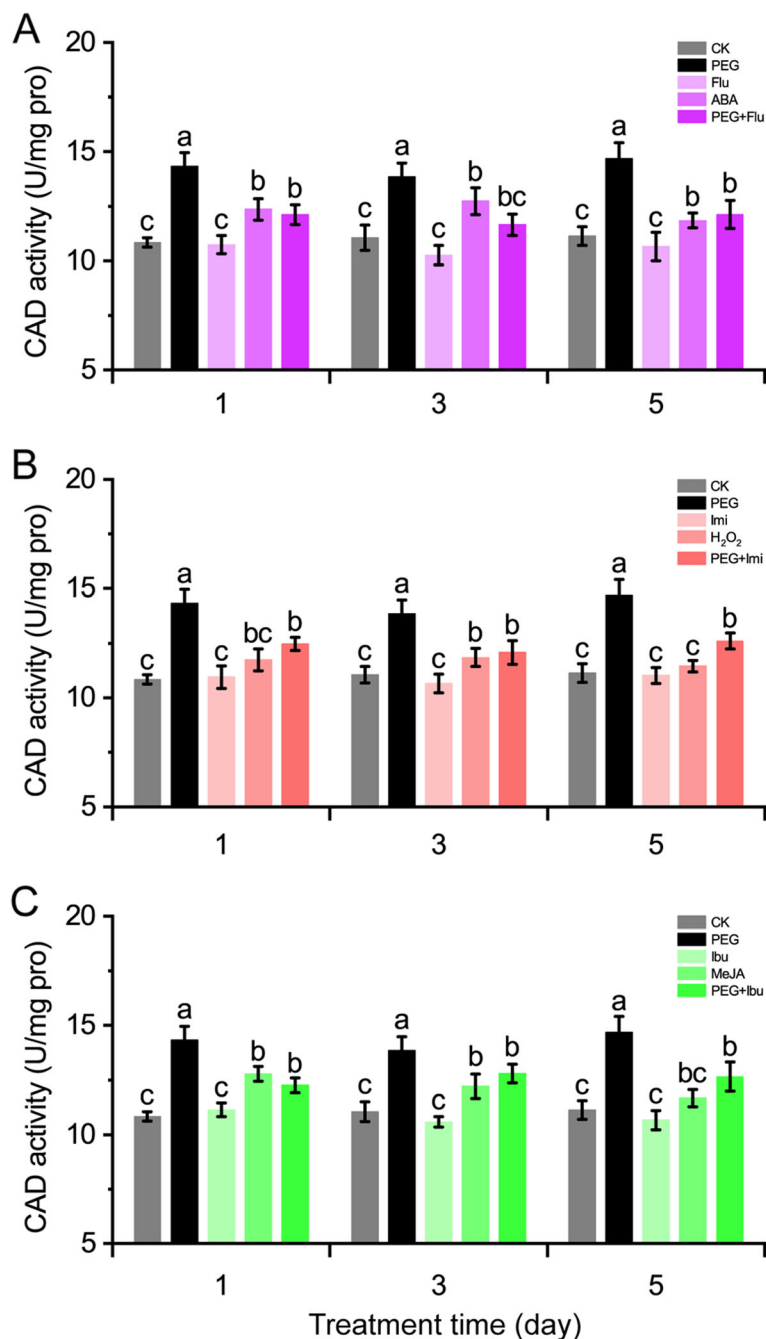 A
CAD activity (U/mg pro)
20
15
10
5
CK
PEG
Flu
ABA
PEG+Flu
c a c b b
c a c b bc
c a c b b
1 3 5
B
CAD activity (U/mg pro)
20
15
10
5
CK
PEG
Imi
H₂O₂
PEG+Imi
c a c bc b
c a c b b
c a c c b
1 3 5
C
CAD activity (U/mg pro)
20
15
10
5
CK
PEG
Ibu
MeJA
PEG+Ibu
c a c b b
c a c b b
c a c bc b
1 3 5
Treatment time (day)